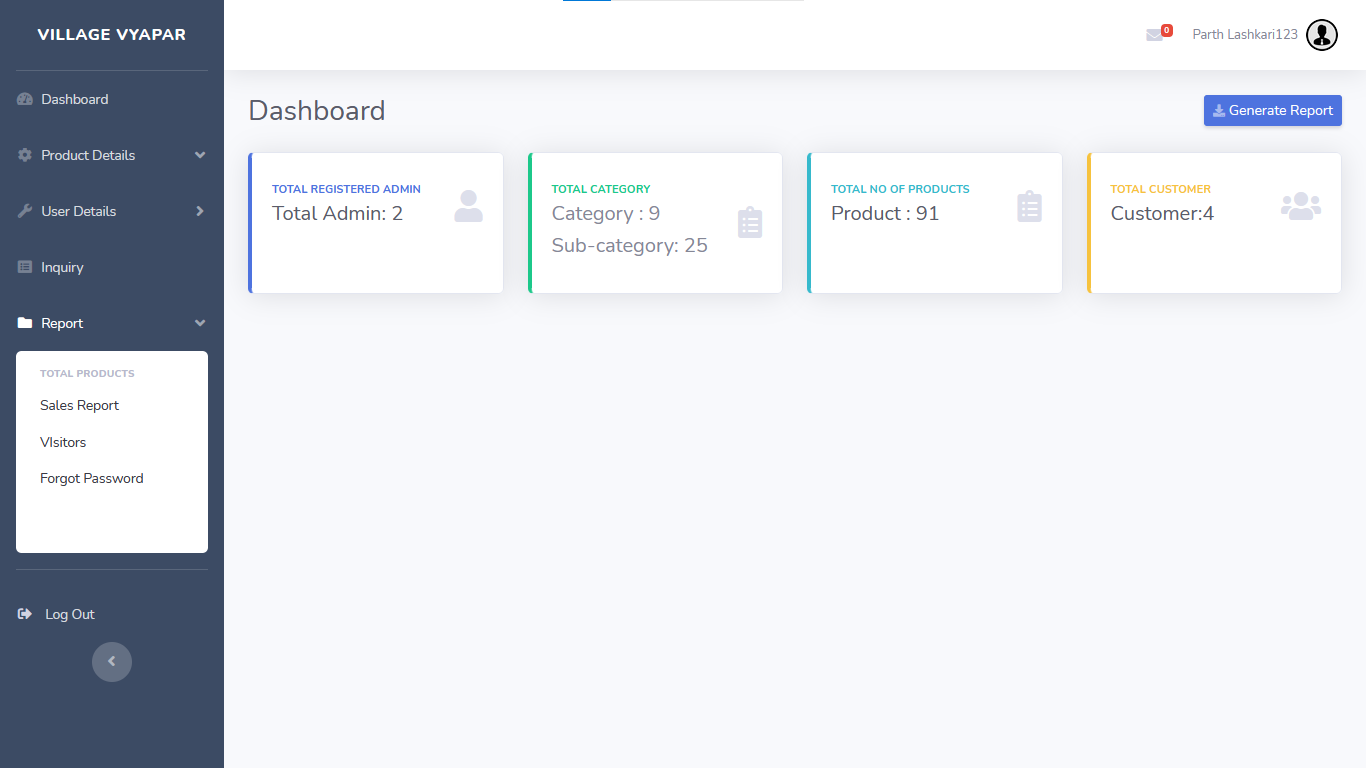 VILLAGE VYAPAR
0
Parth Lashkari123
Dashboard
Product Details
User Details
Inquiry
Report
TOTAL PRODUCTS
Sales Report
VIsitors
Forgot Password
Log Out
Dashboard
Generate Report
TOTAL REGISTERED ADMIN
Total Admin: 2
TOTAL CATEGORY
Category : 9
Sub-category: 25
TOTAL NO OF PRODUCTS
Product : 91
TOTAL CUSTOMER
Customer:4